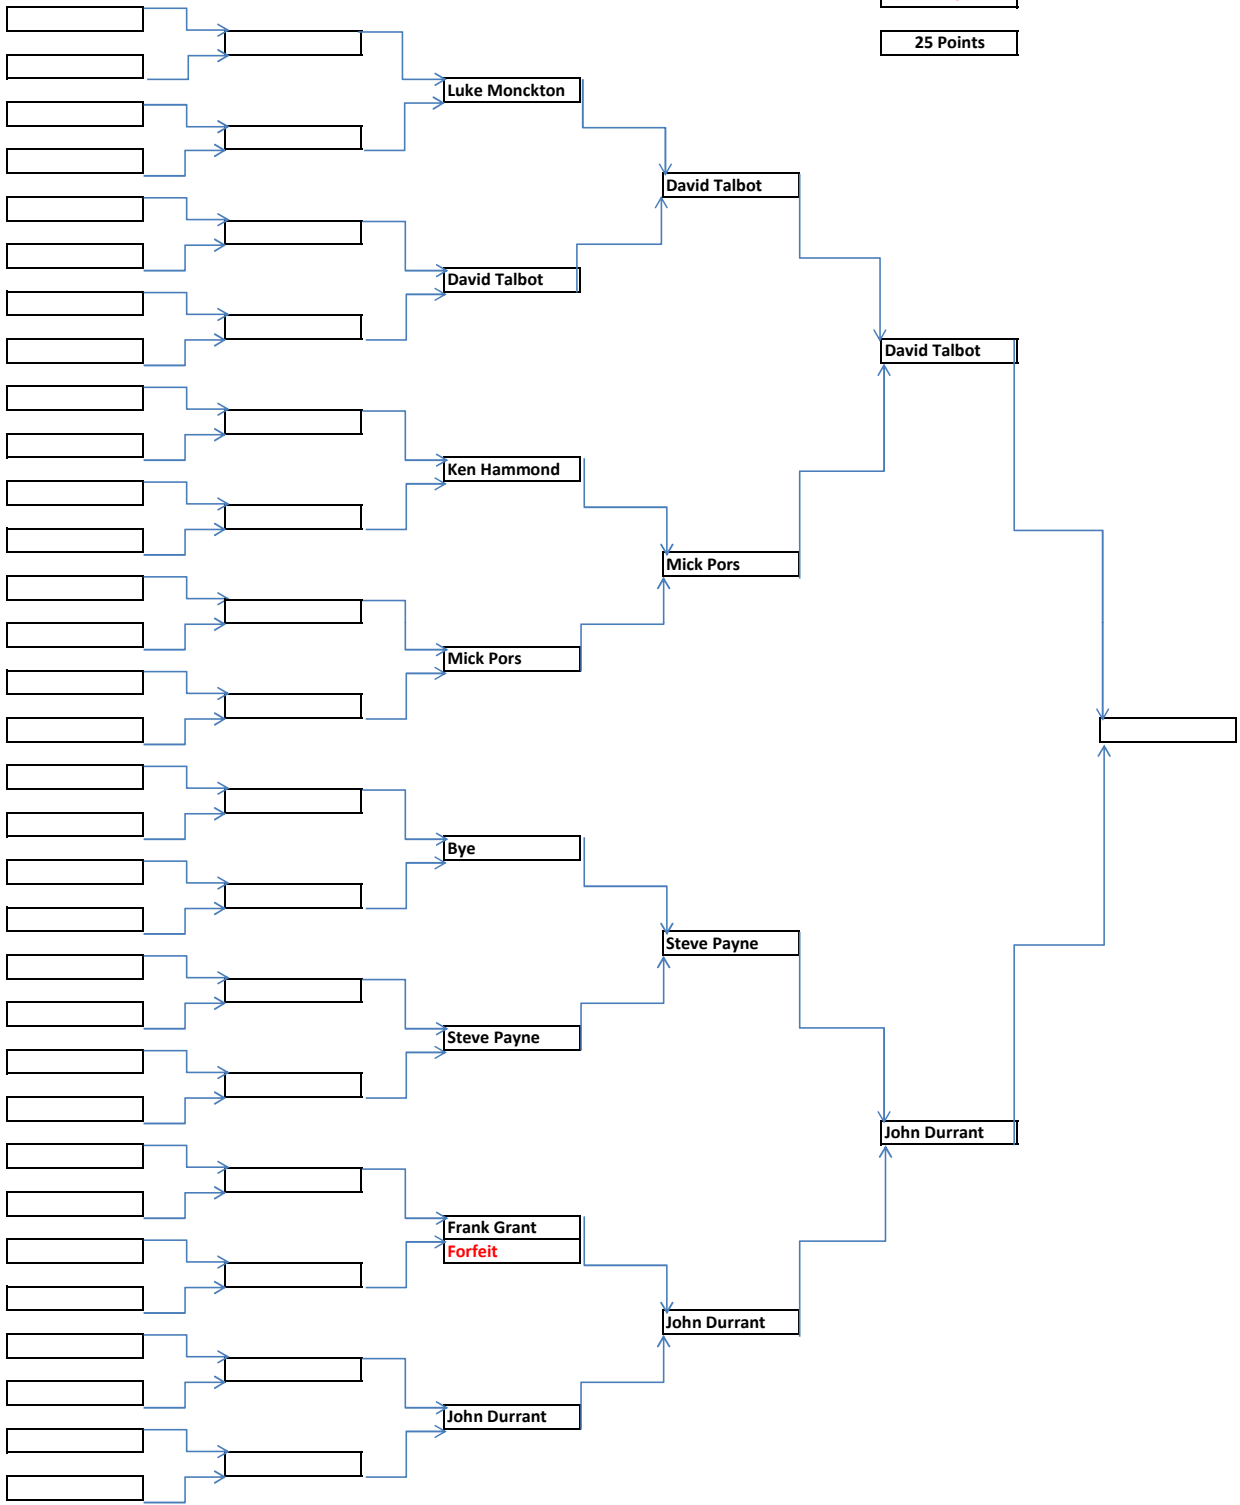 25 Points
Luke Monckton
David Talbot
David Talbot
David Talbot
Ken Hammond
Mick Pors
Mick Pors
Bye
Steve Payne
Steve Payne
John Durrant
Frank Grant
Forfeit
John Durrant
John Durrant